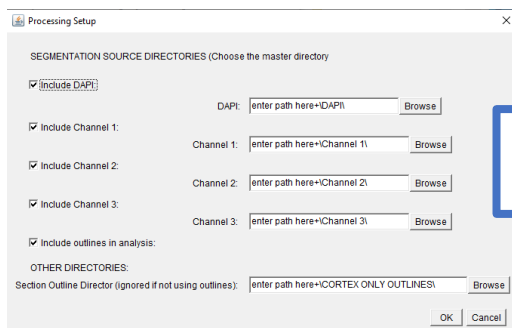 Processing Setup
SEGMENTATION SOURCE DIRECTORIES (Choose the master directory
Include DAPI:
DAPI: enter path here+\DAPI\ Browse
Include Channel 1:
Channel 1: enter path here+\Channel 1\ Browse
Include Channel 2:
Channel 2: enter path here+\Channel 2\ Browse
Include Channel 3:
Channel 3: enter path here+\Channel 3\ Browse
Include outlines in analysis:
OTHER DIRECTORIES:
Section Outline Director (ignored if not using outlines): enter path here+\CORTEX ONLY OUTLINES\ Browse
OK Cancel